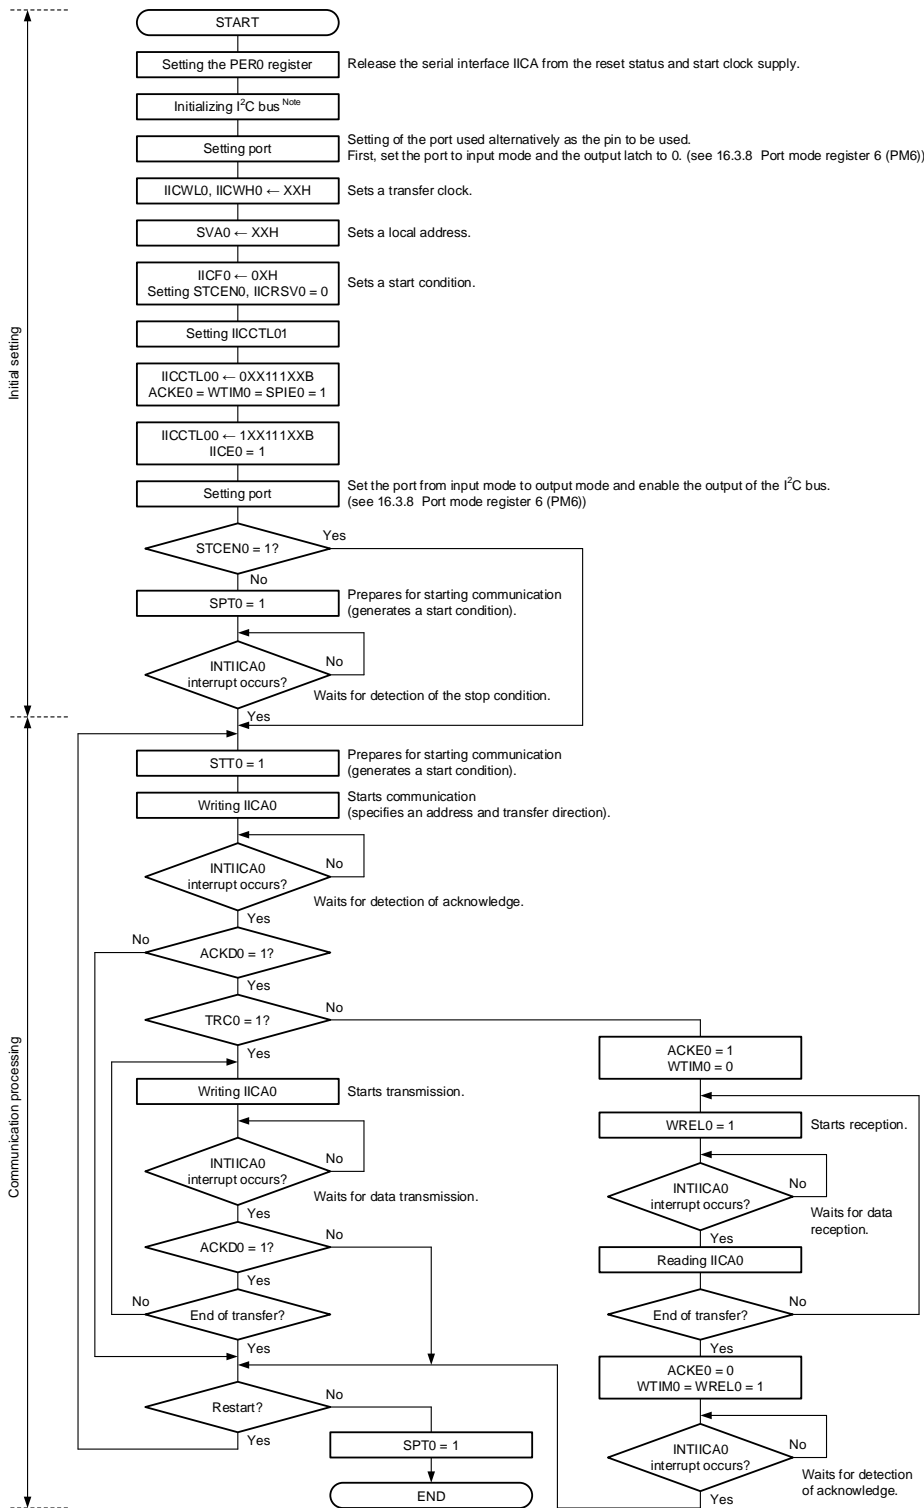 START
Setting the PER0 register
Release the serial interface IICA from the reset status and start clock supply.
Initializing I²C bus Note
Setting port
Setting of the port used alternatively as the pin to be used.
First, set the port to input mode and the output latch to 0. (see 16.3.8 Port mode register 6 (PM6))
IICWL0, IICWH0 ← XXH
Sets a transfer clock.
SVA0 ← XXH
Sets a local address.
IICF0 ← 0XH
Setting STCEN0, IICRSV0 = 0
Sets a start condition.
Setting IICCTL01
IICCTL00 ← 0XX111XXB
ACKE0 = WTIM0 = SPIE0 = 1
IICCTL00 ← 1XX111XXB
IICE0 = 1
Setting port
Set the port from input mode to output mode and enable the output of the I²C bus.
(see 16.3.8 Port mode register 6 (PM6))
STCEN0 = 1?
Yes
No
SPT0 = 1
Prepares for starting communication
(generates a start condition).
INTIICA0
interrupt occurs?
No
Waits for detection of the stop condition.
Yes
Initial setting
STT0 = 1
Prepares for starting communication
(generates a start condition).
Writing IICA0
Starts communication
(specifies an address and transfer direction).
INTIICA0
interrupt occurs?
No
Waits for detection of acknowledge.
Yes
ACKD0 = 1?
No
Yes
TRC0 = 1?
No
Yes
Writing IICA0
Starts transmission.
INTIICA0
interrupt occurs?
No
Waits for data transmission.
Yes
ACKD0 = 1?
No
Yes
End of transfer?
No
Yes
Restart?
No
Yes
SPT0 = 1
END
ACKE0 = 1
WTIM0 = 0
WREL0 = 1
Starts reception.
INTIICA0
interrupt occurs?
No
Waits for data
reception.
Yes
Reading IICA0
End of transfer?
No
Yes
ACKE0 = 0
WTIM0 = WREL0 = 1
INTIICA0
interrupt occurs?
No
Waits for detection
of acknowledge.
Yes
Communication processing